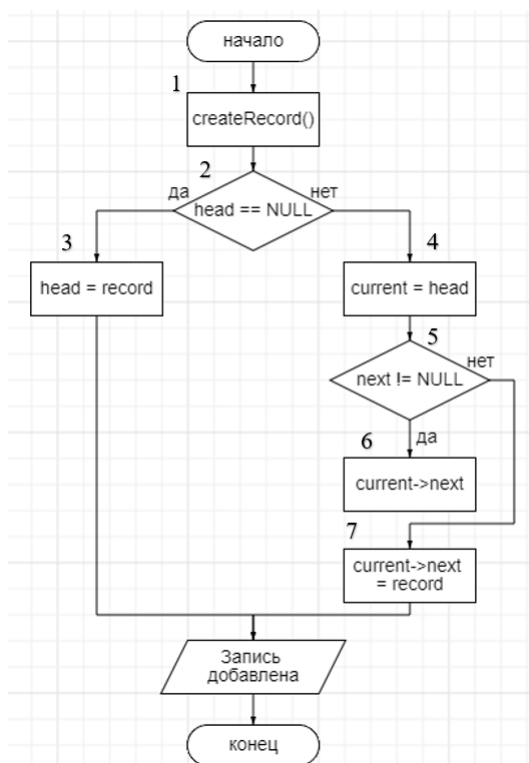 начало
1
createRecord()
2
да
нет
head == NULL
3
head = record
4
current = head
5
нет
next != NULL
да
6
current->next
7
current->next
= record
Запись
добавлена
конец